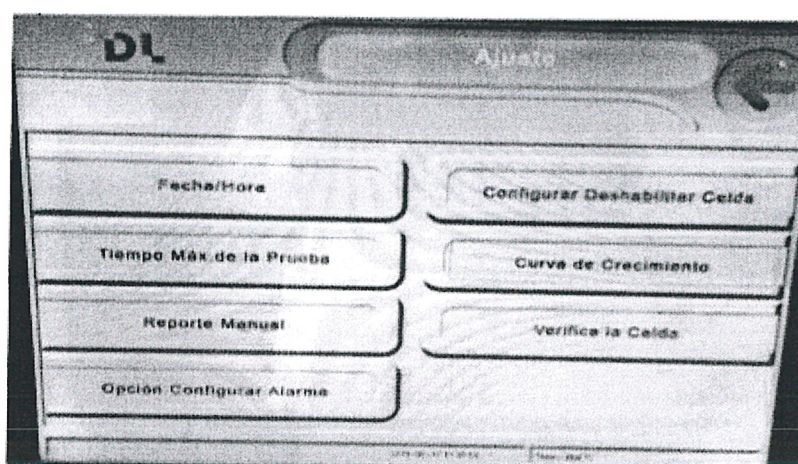 DL
Ajuste
Fecha/Hora
Configurar Deshabilitar Celda
Tiempo Máx de la Prueba
Curva de Crecimiento
Reporte Manual
Verifica la Celda
Opción Configurar Alarma